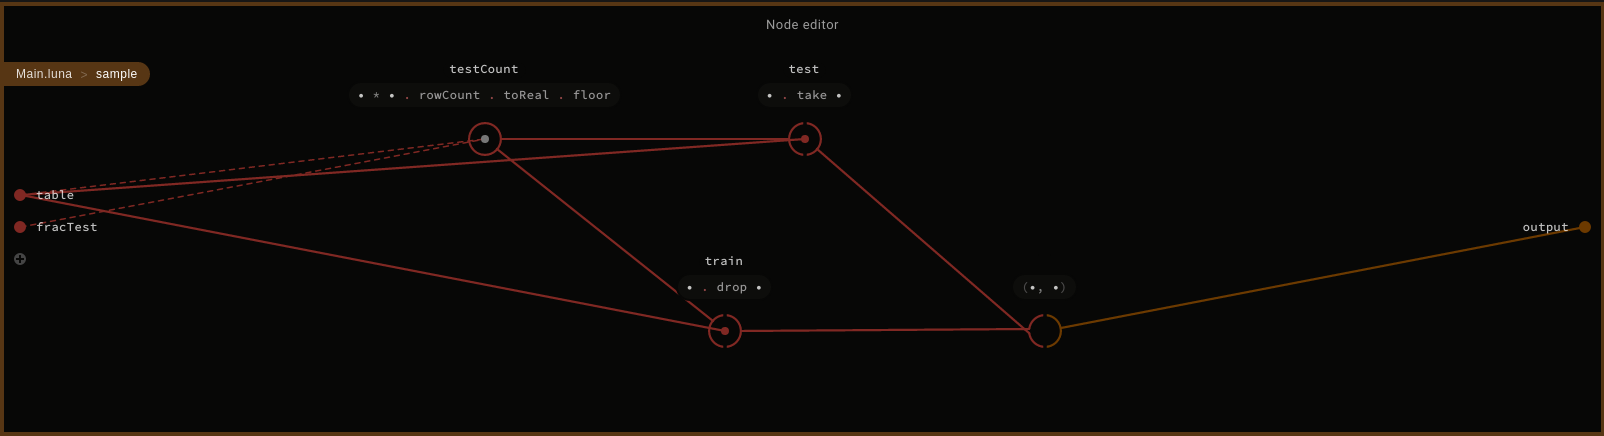 Node editor
Main.luna > sample
testCount
• * • . rowCount . toReal . floor
test
• . take •
table
fracTest
output
train
• . drop •
(•, •)